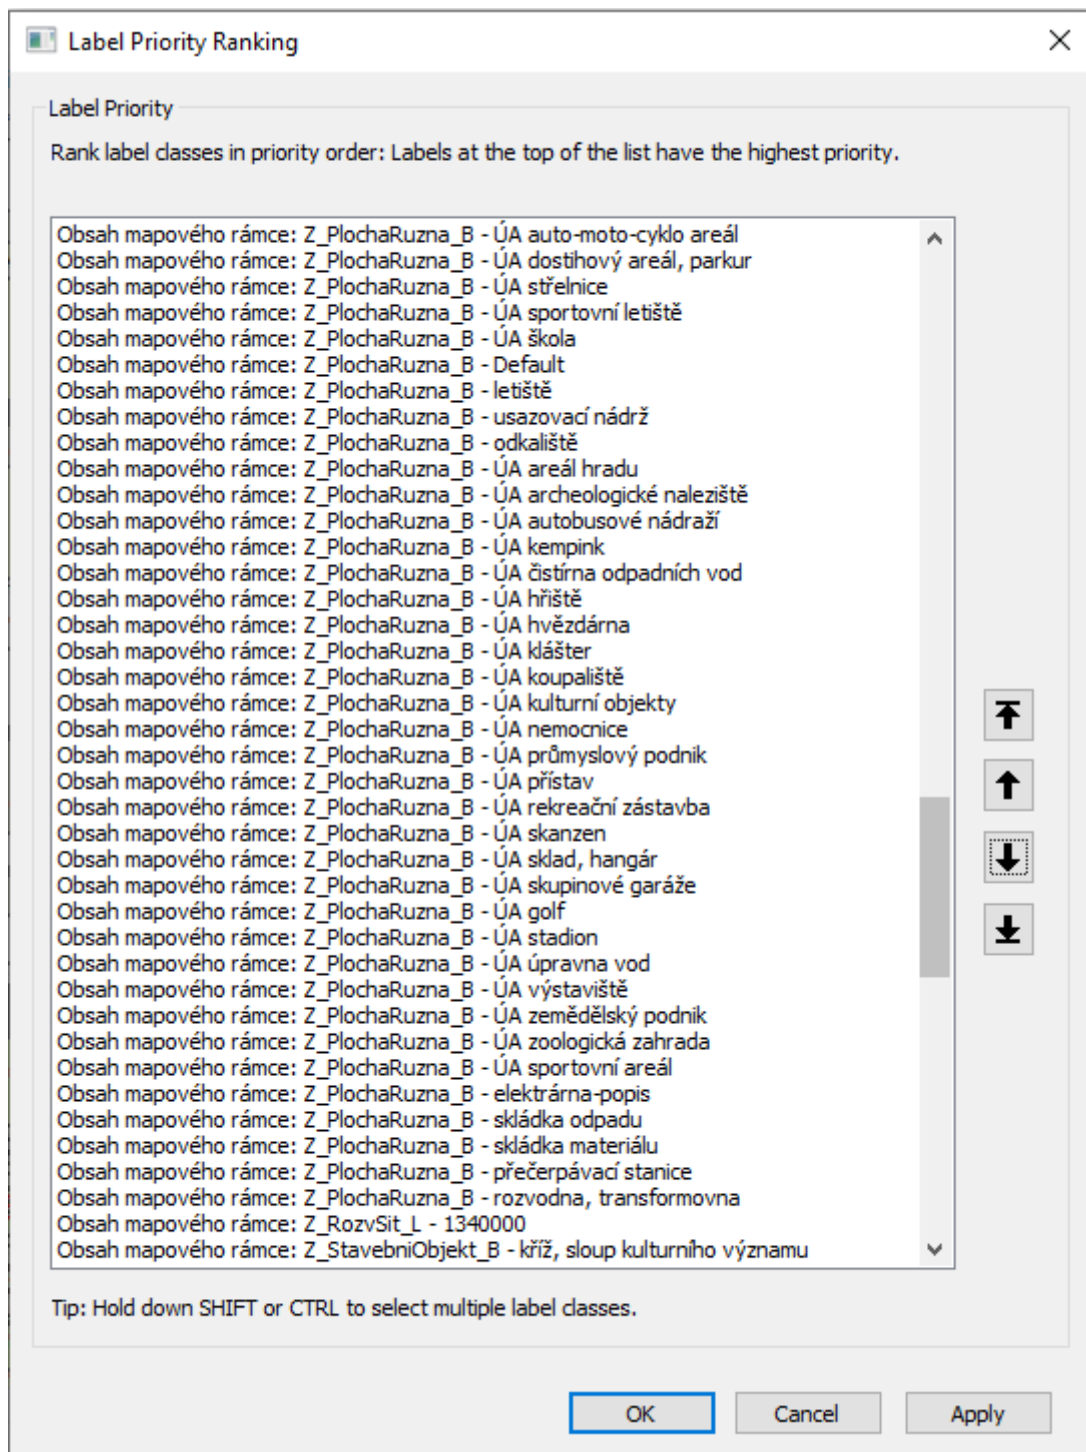 Label Priority Ranking
Label Priority
Rank label classes in priority order: Labels at the top of the list have the highest priority.
Obsah mapového rámce: Z_PlochaRuzna_B - ÚA auto-moto-cyklo areál
Obsah mapového rámce: Z_PlochaRuzna_B - ÚA dostihový areál, parkur
Obsah mapového rámce: Z_PlochaRuzna_B - ÚA střelnice
Obsah mapového rámce: Z_PlochaRuzna_B - ÚA sportovní letiště
Obsah mapového rámce: Z_PlochaRuzna_B - ÚA škola
Obsah mapového rámce: Z_PlochaRuzna_B - Default
Obsah mapového rámce: Z_PlochaRuzna_B - letiště
Obsah mapového rámce: Z_PlochaRuzna_B - usazovací nádrž
Obsah mapového rámce: Z_PlochaRuzna_B - odkaliště
Obsah mapového rámce: Z_PlochaRuzna_B - ÚA areál hradu
Obsah mapového rámce: Z_PlochaRuzna_B - ÚA archeologické naleziště
Obsah mapového rámce: Z_PlochaRuzna_B - ÚA autobusové nádraží
Obsah mapového rámce: Z_PlochaRuzna_B - ÚA kempink
Obsah mapového rámce: Z_PlochaRuzna_B - ÚA čistírna odpadních vod
Obsah mapového rámce: Z_PlochaRuzna_B - ÚA hřiště
Obsah mapového rámce: Z_PlochaRuzna_B - ÚA hvězdárna
Obsah mapového rámce: Z_PlochaRuzna_B - ÚA klášter
Obsah mapového rámce: Z_PlochaRuzna_B - ÚA koupaliště
Obsah mapového rámce: Z_PlochaRuzna_B - ÚA kulturní objekty
Obsah mapového rámce: Z_PlochaRuzna_B - ÚA nemocnice
Obsah mapového rámce: Z_PlochaRuzna_B - ÚA průmyslový podnik
Obsah mapového rámce: Z_PlochaRuzna_B - ÚA přístav
Obsah mapového rámce: Z_PlochaRuzna_B - ÚA rekreační zástavba
Obsah mapového rámce: Z_PlochaRuzna_B - ÚA skanzen
Obsah mapového rámce: Z_PlochaRuzna_B - ÚA sklad, hangár
Obsah mapového rámce: Z_PlochaRuzna_B - ÚA skupinové garáže
Obsah mapového rámce: Z_PlochaRuzna_B - ÚA golf
Obsah mapového rámce: Z_PlochaRuzna_B - ÚA stadion
Obsah mapového rámce: Z_PlochaRuzna_B - ÚA úpravna vod
Obsah mapového rámce: Z_PlochaRuzna_B - ÚA výstaviště
Obsah mapového rámce: Z_PlochaRuzna_B - ÚA zemědělský podnik
Obsah mapového rámce: Z_PlochaRuzna_B - ÚA zoologická zahrada
Obsah mapového rámce: Z_PlochaRuzna_B - ÚA sportovní areál
Obsah mapového rámce: Z_PlochaRuzna_B - elektrárna-popis
Obsah mapového rámce: Z_PlochaRuzna_B - skládka odpadu
Obsah mapového rámce: Z_PlochaRuzna_B - skládka materiálu
Obsah mapového rámce: Z_PlochaRuzna_B - přečerpávací stanice
Obsah mapového rámce: Z_PlochaRuzna_B - rozvodna, transformovna
Obsah mapového rámce: Z_RozvSit_L - 1340000
Obsah mapového rámce: Z_StavebniObjekt_B - kříž, sloup kulturního významu
Tip: Hold down SHIFT or CTRL to select multiple label classes.
OK Cancel Apply